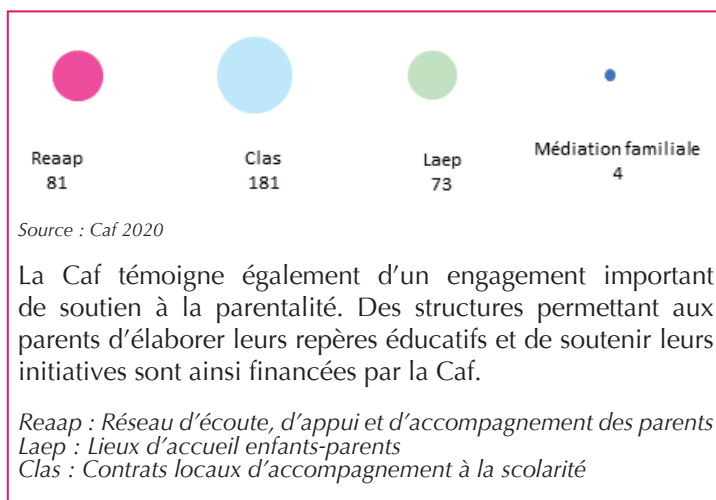 Reaap
81
Clas
181
Laep
73
Médiation familiale
4
Source : Caf 2020
La Caf témoigne également d'un engagement important
de soutien à la parentalité. Des structures permettant aux
parents d'élaborer leurs repères éducatifs et de soutenir leurs
initiatives sont ainsi financées par la Caf.
Reaap : Réseau d'écoute, d'appui et d'accompagnement des parents
Laep : Lieux d'accueil enfants-parents
Clas : Contrats locaux d'accompagnement à la scolarité